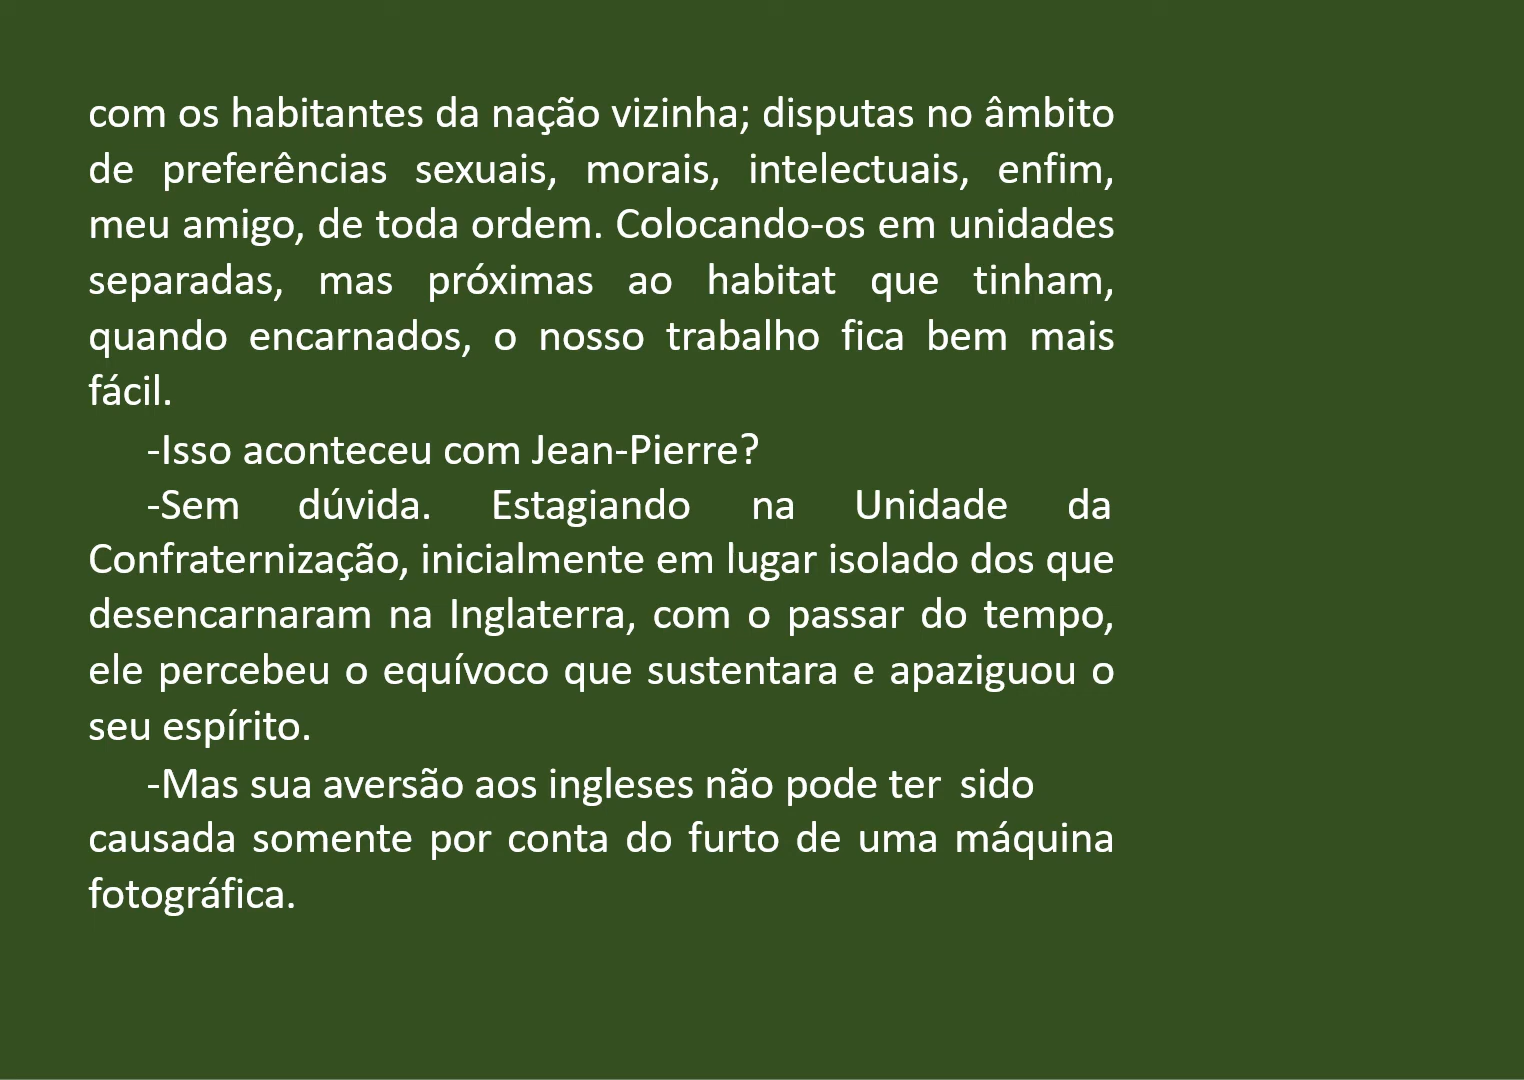 com os habitantes da nação vizinha; disputas no âmbito
de preferências sexuais, morais, intelectuais, enfim,
meu amigo, de toda ordem. Colocando-os em unidades
separadas, mas próximas ao habitat que tinham,
quando encarnados, o nosso trabalho fica bem mais
fácil.
-Isso aconteceu com Jean-Pierre?
-Sem dúvida. Estagiando na Unidade da
Confraternização, inicialmente em lugar isolado dos que
desencarnaram na Inglaterra, com o passar do tempo,
ele percebeu o equívoco que sustentara e apaziguou o
seu espírito.
-Mas sua aversão aos ingleses não pode ter sido
causada somente por conta do furto de uma máquina
fotográfica.